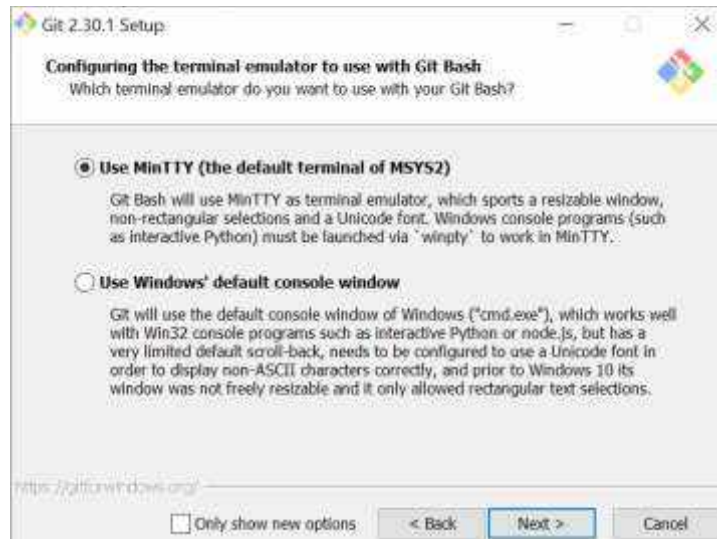 Git 2.30.1 Setup
Configuring the terminal emulator to use with Git Bash
Which terminal emulator do you want to use with your Git Bash?
Use MinTTY (the default terminal of MSYS2)
Git Bash will use MinTTY as terminal emulator, which sports a resizable window,
non-rectangular selections and a Unicode font. Windows console programs (such
as interactive Python) must be launched via `winpty` to work in MinTTY.
Use Windows' default console window
Git will use the default console window of Windows ("cmd.exe"), which works well
with Win32 console programs such as interactive Python or node.js, but has a
very limited default scroll-back, needs to be configured to use a Unicode font in
order to display non-ASCII characters correctly, and prior to Windows 10 its
window was not freely resizable and it only allowed rectangular text selections.
https://gitforwindows.org/
Only show new options
< Back
Next >
Cancel